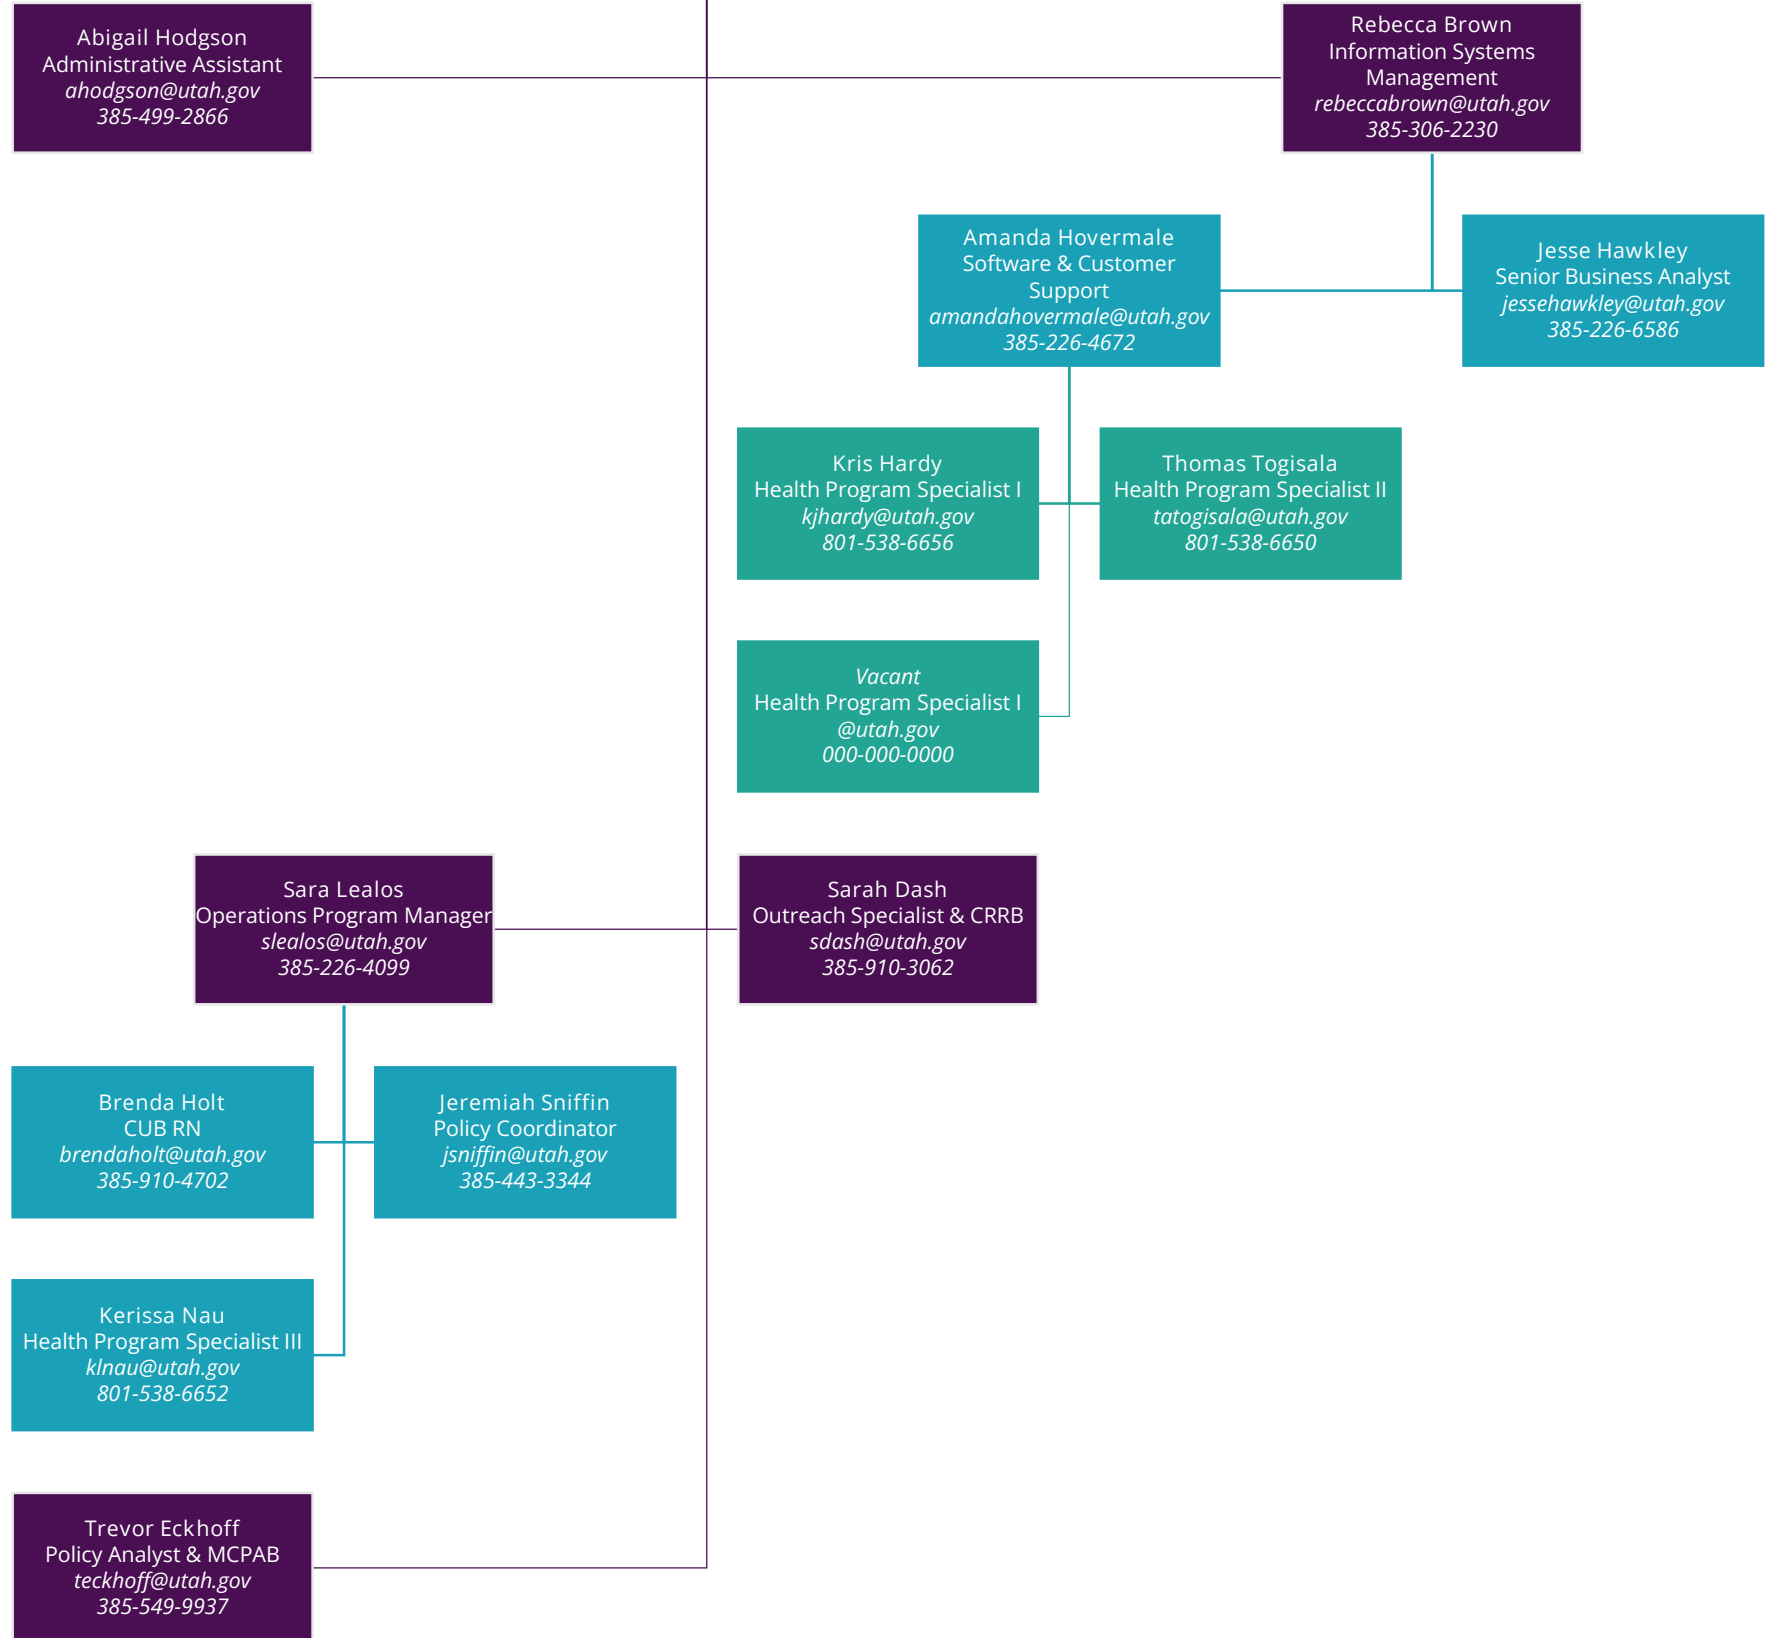 Abigail Hodgson
Administrative Assistant
ahodgson@utah.gov
385-499-2866
Rebecca Brown
Information Systems
Management
rebeccabrown@utah.gov
385-306-2230
Amanda Hovermale
Software & Customer
Support
amandahovermale@utah.gov
385-226-4672
Jesse Hawkley
Senior Business Analyst
jessehawkley@utah.gov
385-226-6586
Kris Hardy
Health Program Specialist I
kjhardy@utah.gov
801-538-6656
Thomas Togisala
Health Program Specialist II
tatogisala@utah.gov
801-538-6650
Vacant
Health Program Specialist I
@utah.gov
000-000-0000
Sara Lealos
Operations Program Manager
slealos@utah.gov
385-226-4099
Sarah Dash
Outreach Specialist & CRRB
sdash@utah.gov
385-910-3062
Brenda Holt
CUB RN
brendaholt@utah.gov
385-910-4702
Jeremiah Sniffin
Policy Coordinator
jsniffin@utah.gov
385-443-3344
Kerissa Nau
Health Program Specialist III
klnau@utah.gov
801-538-6652
Trevor Eckhoff
Policy Analyst & MCPAB
teckhoff@utah.gov
385-549-9937